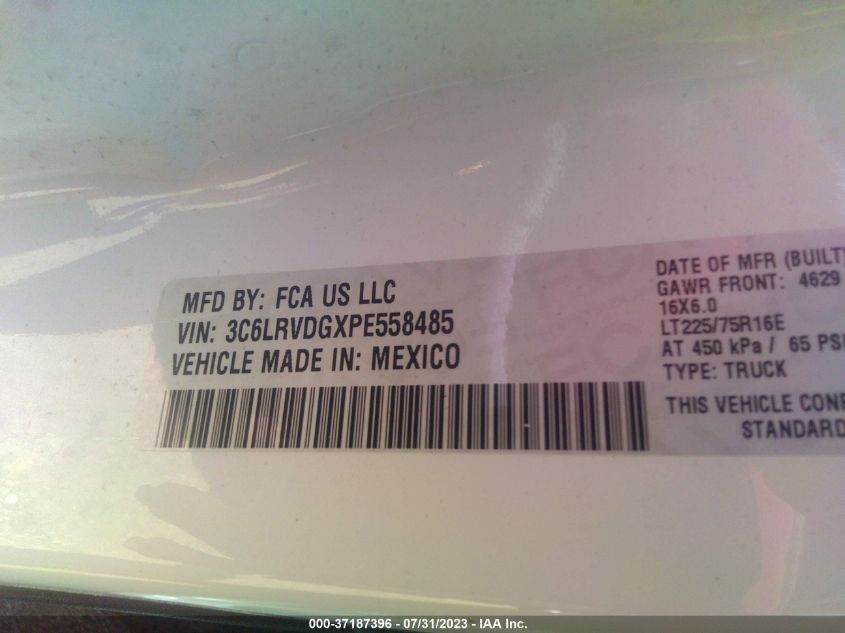 MFD BY: FCA US LLC
VIN: 3C6LRVDGXPE558485
VEHICLE MADE IN: MEXICO
DATE OF MFR (BUILT)
GAWR FRONT: 4629
16X6.0
LT225/75R16E
AT 450 kPa / 65 PSI
TYPE: TRUCK
THIS VEHICLE
STANDARD
000-37187396 - 07/31/2023 - IAA Inc.